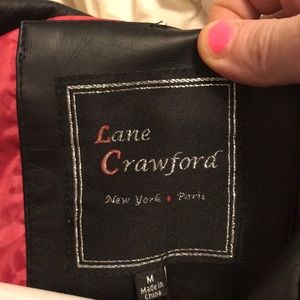 Lane
Crawford
New York • Paris
M
Made in
China